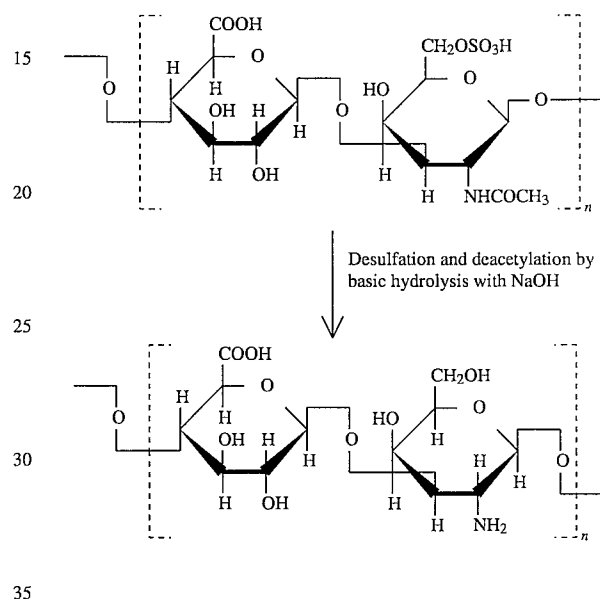 COOH
CH₂OSO₃H
15 O
H O
O H HO O O
OH H O H
H OH H H
20 NHCOCH₃
n
Desulfation and deacetylation by
basic hydrolysis with NaOH
25
COOH
CH₂OH
O
H O
O H HO H
OH H O H O
30 H H
H OH H H
NH₂
n
35